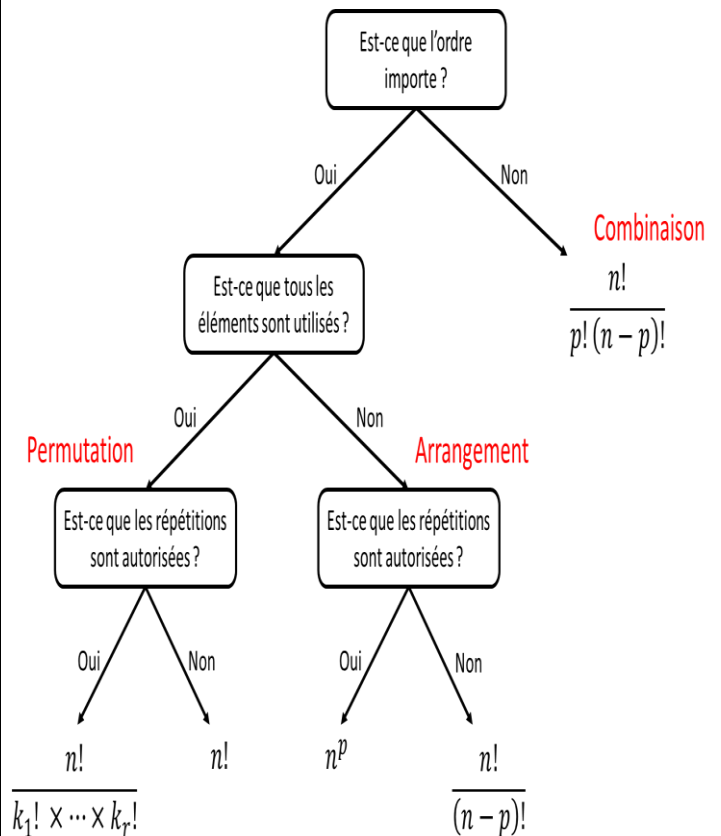 Est-ce que l'ordre
importe ?
Oui
Non
Combinaison
n!
p! (n − p)!
Est-ce que tous les
éléments sont utilisés ?
Oui
Non
Permutation
Arrangement
Est-ce que les répétitions
sont autorisées ?
Est-ce que les répétitions
sont autorisées ?
Oui
Non
Oui
Non
n!
k₁! × ⋯ × kᵣ!
n!
nᵖ
n!
(n − p)!